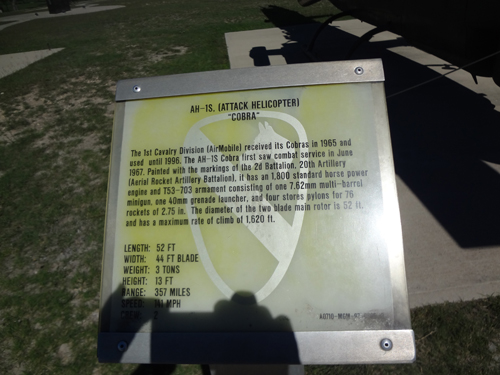 AH-1S. (ATTACK HELICOPTER)
"COBRA"
The 1st Cavalry Division (AirMobile) received its Cobras in 1965 and
used until 1996. The AH-1S Cobra first saw combat service in June
1967. Painted with the markings of the 2d Battalion, 20th Artillery
(Aerial Rocket Artillery Battalion), it has an 1,800 standard horse power
engine and T53-703 armament consisting of one 7.62mm multi-barrol
minigun, one 40mm grenade launcher, and four stores pylons for 76
rockets of 2.75 in. The diameter of the two blade main rotor is 52 ft.
and has a maximum rate of climb of 1,620 ft.
LENGTH: 52 FT
WIDTH: 44 FT BLADE
WEIGHT: 3 TONS
HEIGHT: 13 FT
RANGE: 357 MILES
SPEED: 141 MPH
CREW: 2